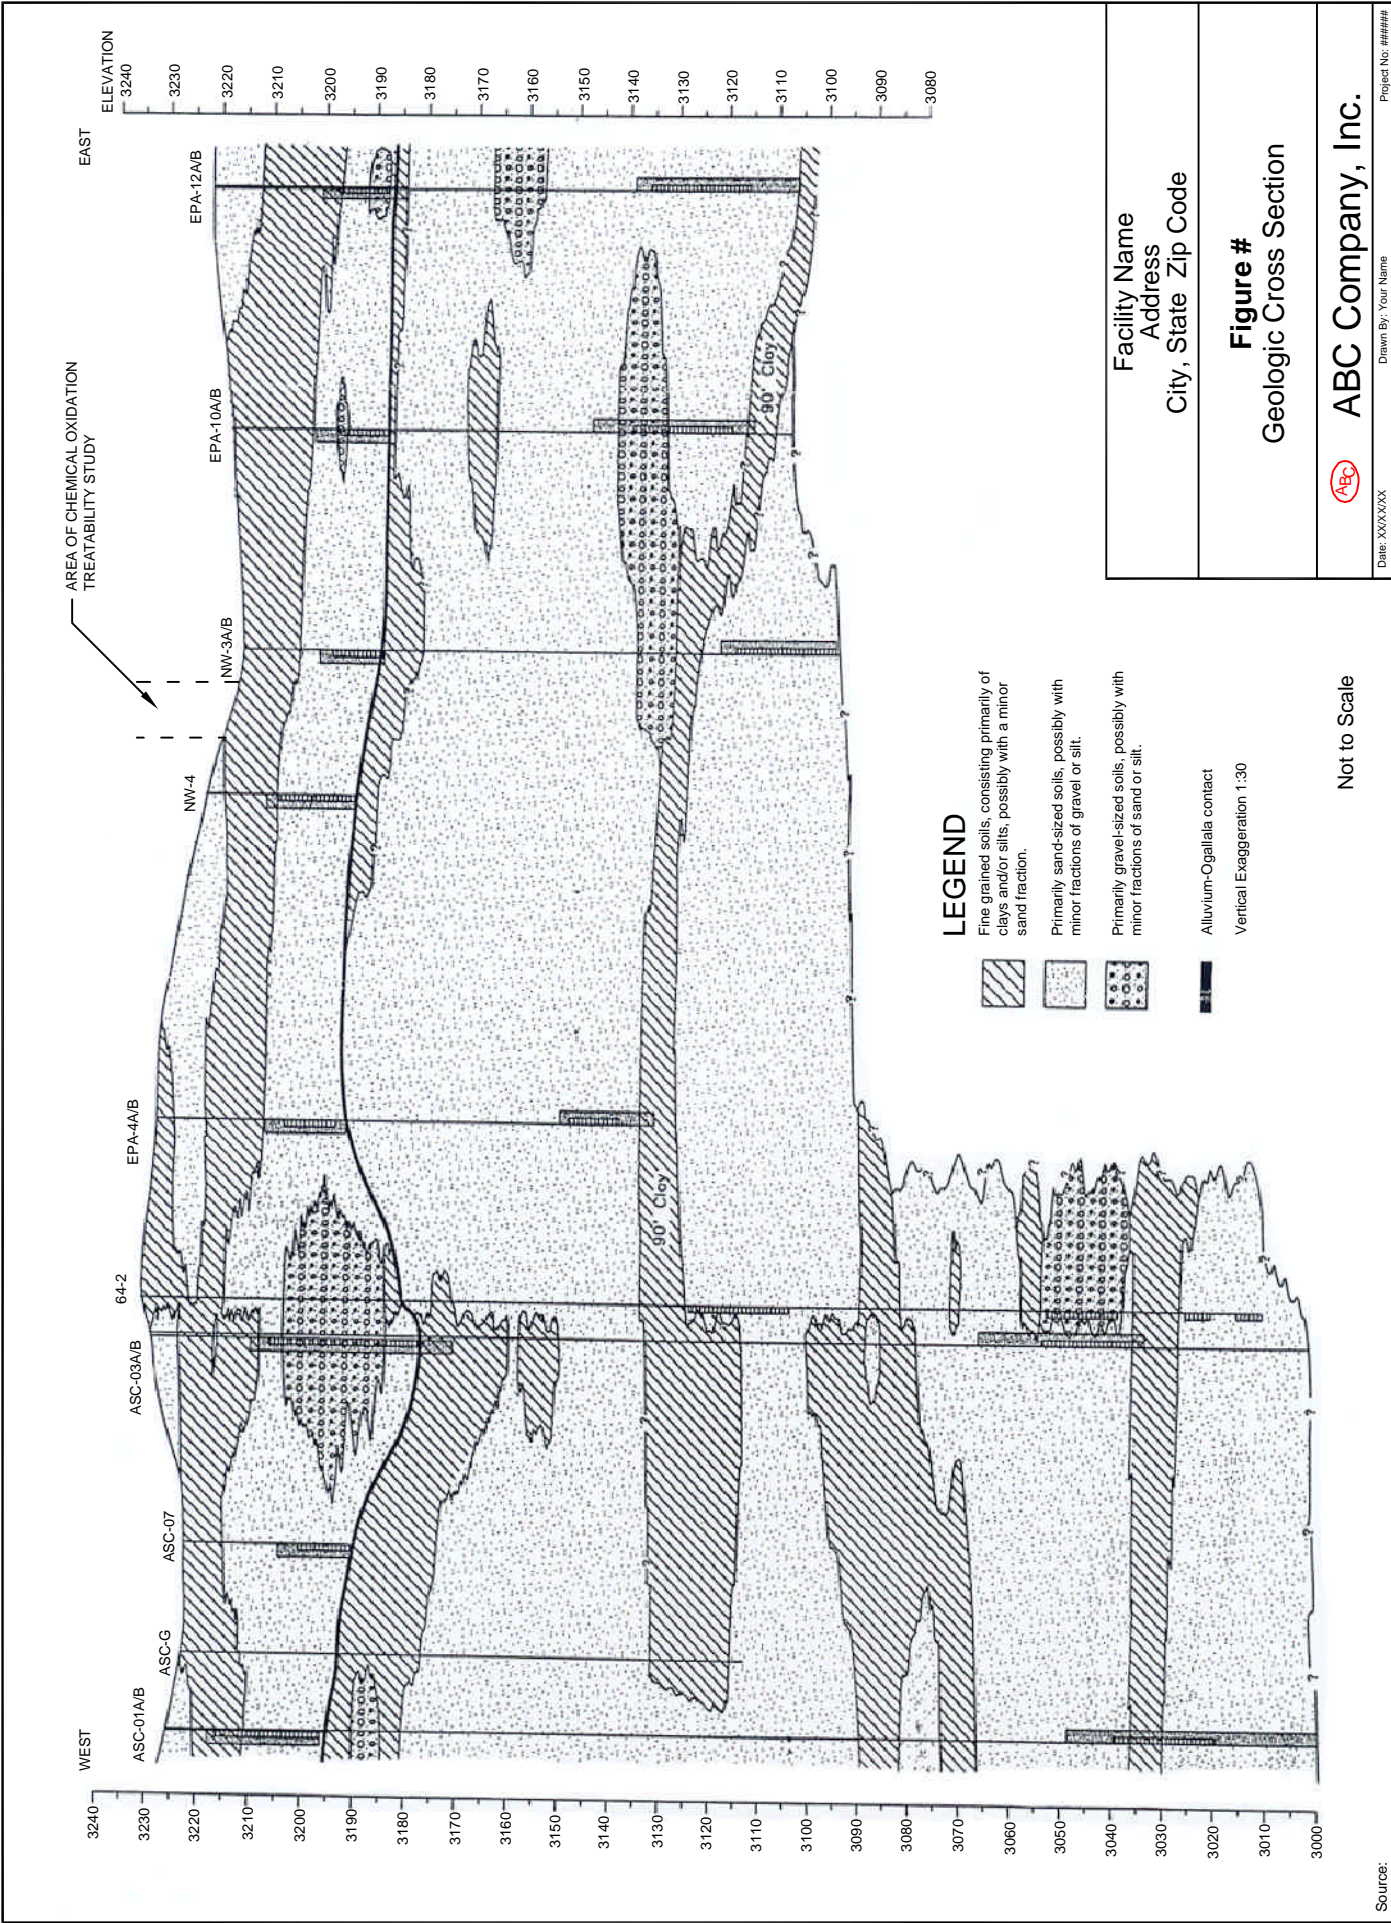 AREA OF CHEMICAL OXIDATION
TREATABILITY STUDY
WEST
EAST
ELEVATION
ASC-01A/B
ASC-G
ASC-07
ASC-03A/B
64-2
EPA-4A/B
NW-4
NW-3A/B
EPA-10A/B
EPA-12A/B
3240
3230
3220
3210
3200
3190
3180
3170
3160
3150
3140
3130
3120
3110
3100
3090
3080
3070
3060
3050
3040
3030
3020
3010
3000
3240
3230
3220
3210
3200
3190
3180
3170
3160
3150
3140
3130
3120
3110
3100
3090
3080
90' Clay
90' Clay
LEGEND
Fine grained soils, consisting primarily of
clays and/or silts, possibly with a minor
sand fraction.
Primarily sand-sized soils, possibly with
minor fractions of gravel or silt.
Primarily gravel-sized soils, possibly with
minor fractions of sand or silt.
Alluvium-Ogallala contact
Vertical Exaggeration 1:30
Not to Scale
Source:
Facility Name
Address
City, State Zip Code
Figure #
Geologic Cross Section
ABC
ABC Company, Inc.
Date: XX/XX/XX
Drawn By: Your Name
Project No: ######